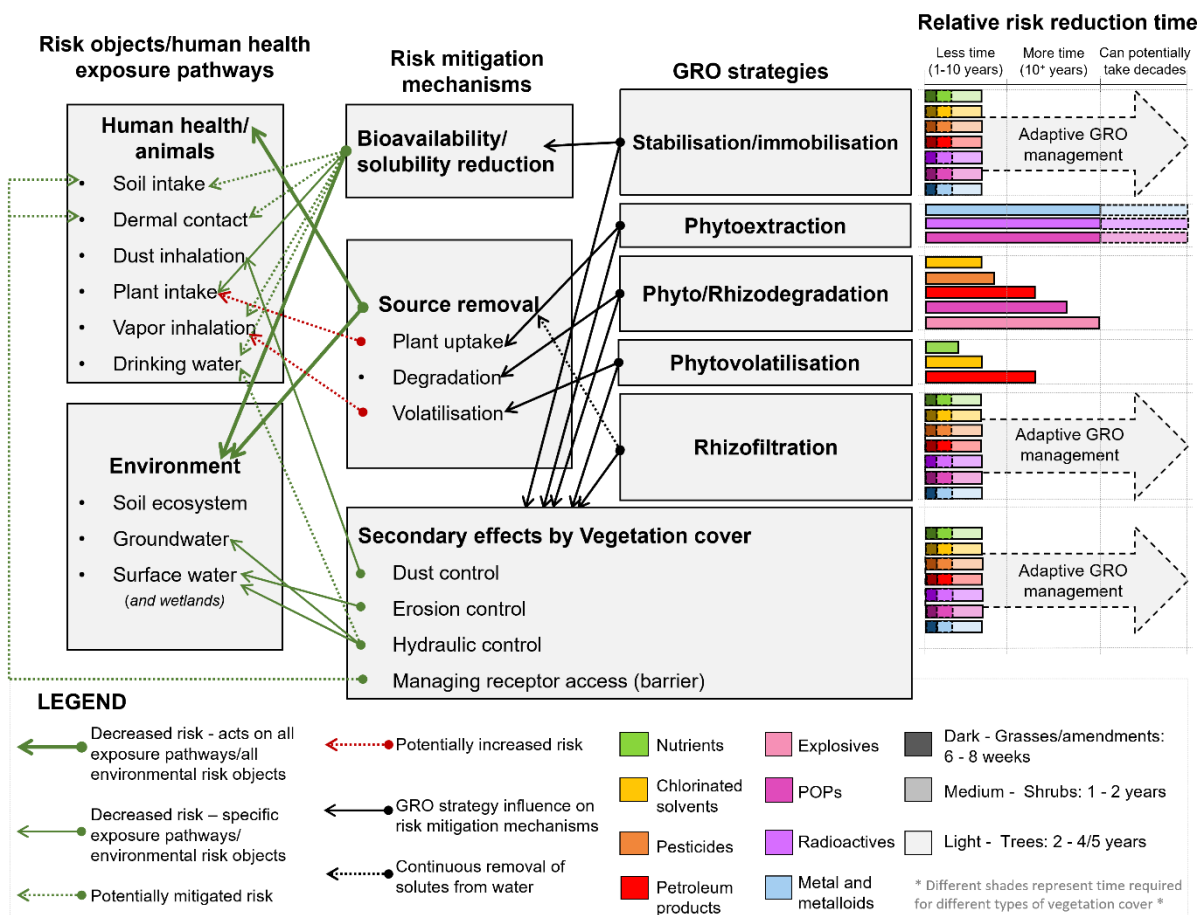 Relative risk reduction time
Risk objects/human health
exposure pathways
Risk mitigation
mechanisms
GRO strategies
Less time
(1-10 years)
More time
(10⁺ years)
Can potentially
take decades
Human health/
animals
• Soil intake
• Dermal contact
• Dust inhalation
• Plant intake
• Vapor inhalation
• Drinking water
Environment
• Soil ecosystem
• Groundwater
• Surface water
(and wetlands)
Bioavailability/
solubility reduction
Source removal
Plant uptake
• Degradation
Volatilisation
Stabilisation/immobilisation
Phytoextraction
Phyto/Rhizodegradation
Phytovolatilisation
Rhizofiltration
Secondary effects by Vegetation cover
Dust control
Erosion control
Hydraulic control
Managing receptor access (barrier)
Adaptive GRO
management
Adaptive GRO
management
Adaptive GRO
management
LEGEND
Decreased risk - acts on all
exposure pathways/all
environmental risk objects
Decreased risk – specific
exposure pathways/
environmental risk objects
Potentially mitigated risk
Potentially increased risk
GRO strategy influence on
risk mitigation mechanisms
Continuous removal of
solutes from water
Nutrients
Chlorinated
solvents
Pesticides
Petroleum
products
Explosives
POPs
Radioactives
Metal and
metalloids
Dark - Grasses/amendments:
6 - 8 weeks
Medium - Shrubs: 1 - 2 years
Light - Trees: 2 - 4/5 years
* Different shades represent time required
for different types of vegetation cover *